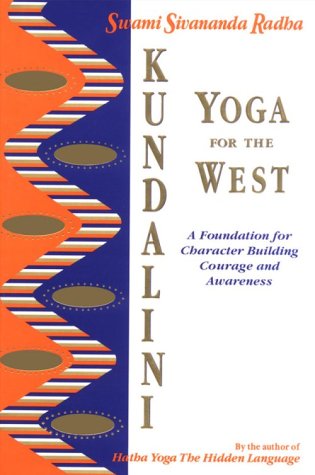 Swami Sivananda Radha
KUNDALINI
YOGA
FOR THE
WEST
A Foundation for
Character Building
Courage and
Awareness
By the author of
Hatha Yoga The Hidden Language